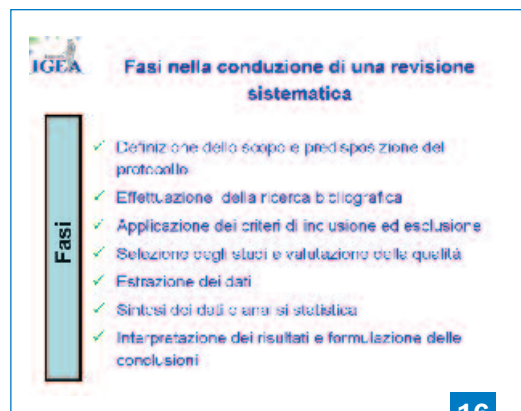 IGEA
Fasi nella conduzione di una revisione
sistematica
Fasi
Definizione dello scopo e predisposizione del
protocollo
Effettuazione della ricerca bibliografica
Applicazione dei criteri di inclusione ed esclusione
Selezione degli studi e valutazione della qualità
Estrazione dei dati
Sintesi dei dati e analisi statistica
Interpretazione dei risultati e formulazione delle
conclusioni
16